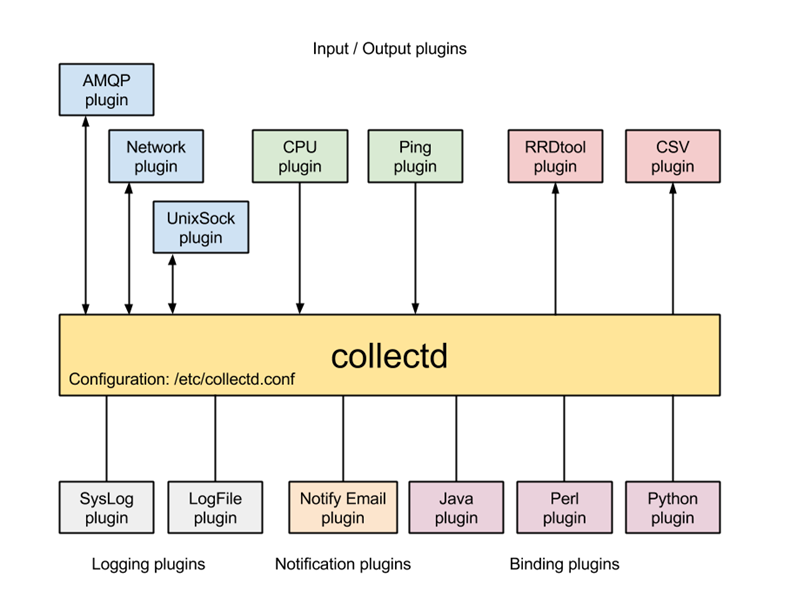 Input / Output plugins
AMQP
plugin
Network
plugin
CPU
plugin
Ping
plugin
RRDtool
plugin
CSV
plugin
UnixSock
plugin
collectd
Configuration: /etc/collectd.conf
SysLog
plugin
LogFile
plugin
Notify Email
plugin
Java
plugin
Perl
plugin
Python
plugin
Logging plugins
Notification plugins
Binding plugins